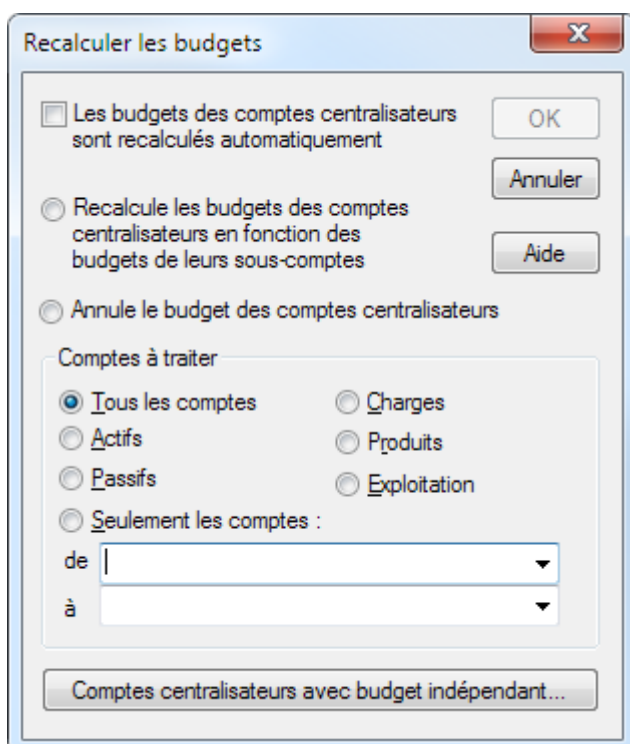 Recalculer les budgets
Les budgets des comptes centralisateurs
sont recalculés automatiquement
OK
Annuler
Recalcule les budgets des comptes
centralisateurs en fonction des
budgets de leurs sous-comptes
Aide
Annule le budget des comptes centralisateurs
Comptes à traiter
Tous les comptes
Charges
Actifs
Produits
Passifs
Exploitation
Seulement les comptes :
de
à
Comptes centralisateurs avec budget indépendant...